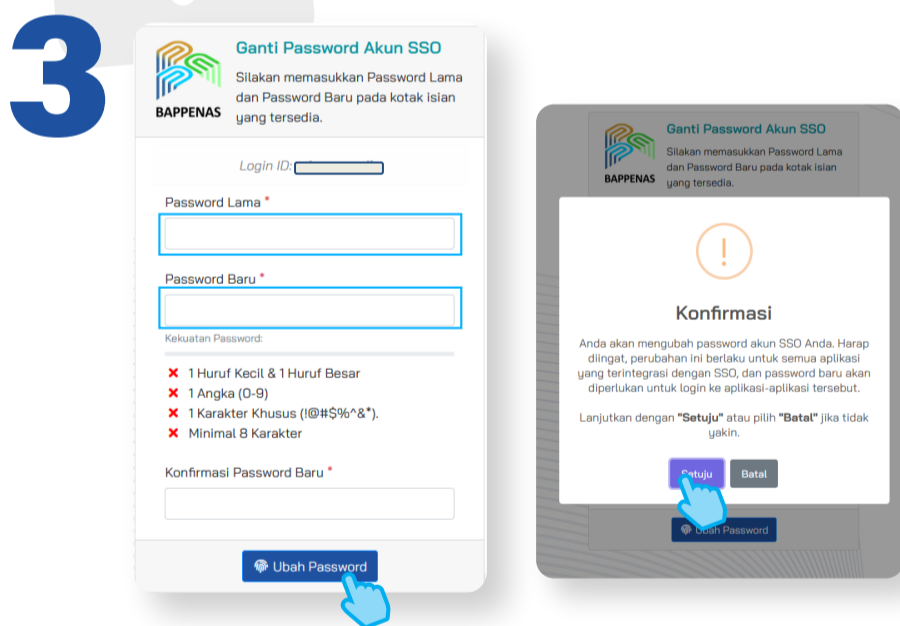 3
BAPPENAS
Ganti Password Akun SSO
Silakan memasukkan Password Lama
dan Password Baru pada kotak isian
yang tersedia.
Login ID:
Password Lama *
Password Baru *
Kekuatan Password:
1 Huruf Kecil & 1 Huruf Besar
1 Angka (0-9)
1 Karakter Khusus (!@#$%^&*).
Minimal 8 Karakter
Konfirmasi Password Baru *
Ubah Password
BAPPENAS
Ganti Password Akun SSO
Silakan memasukkan Password Lama
dan Password Baru pada kotak isian
yang tersedia.
Konfirmasi
Anda akan mengubah password akun SSO Anda. Harap
diingat, perubahan ini berlaku untuk semua aplikasi
yang terintegrasi dengan SSO, dan password baru akan
diperlukan untuk login ke aplikasi-aplikasi tersebut.
Lanjutkan dengan "Setuju" atau pilih "Batal" jika tidak
yakin.
Setuju
Batal
Ubah Password